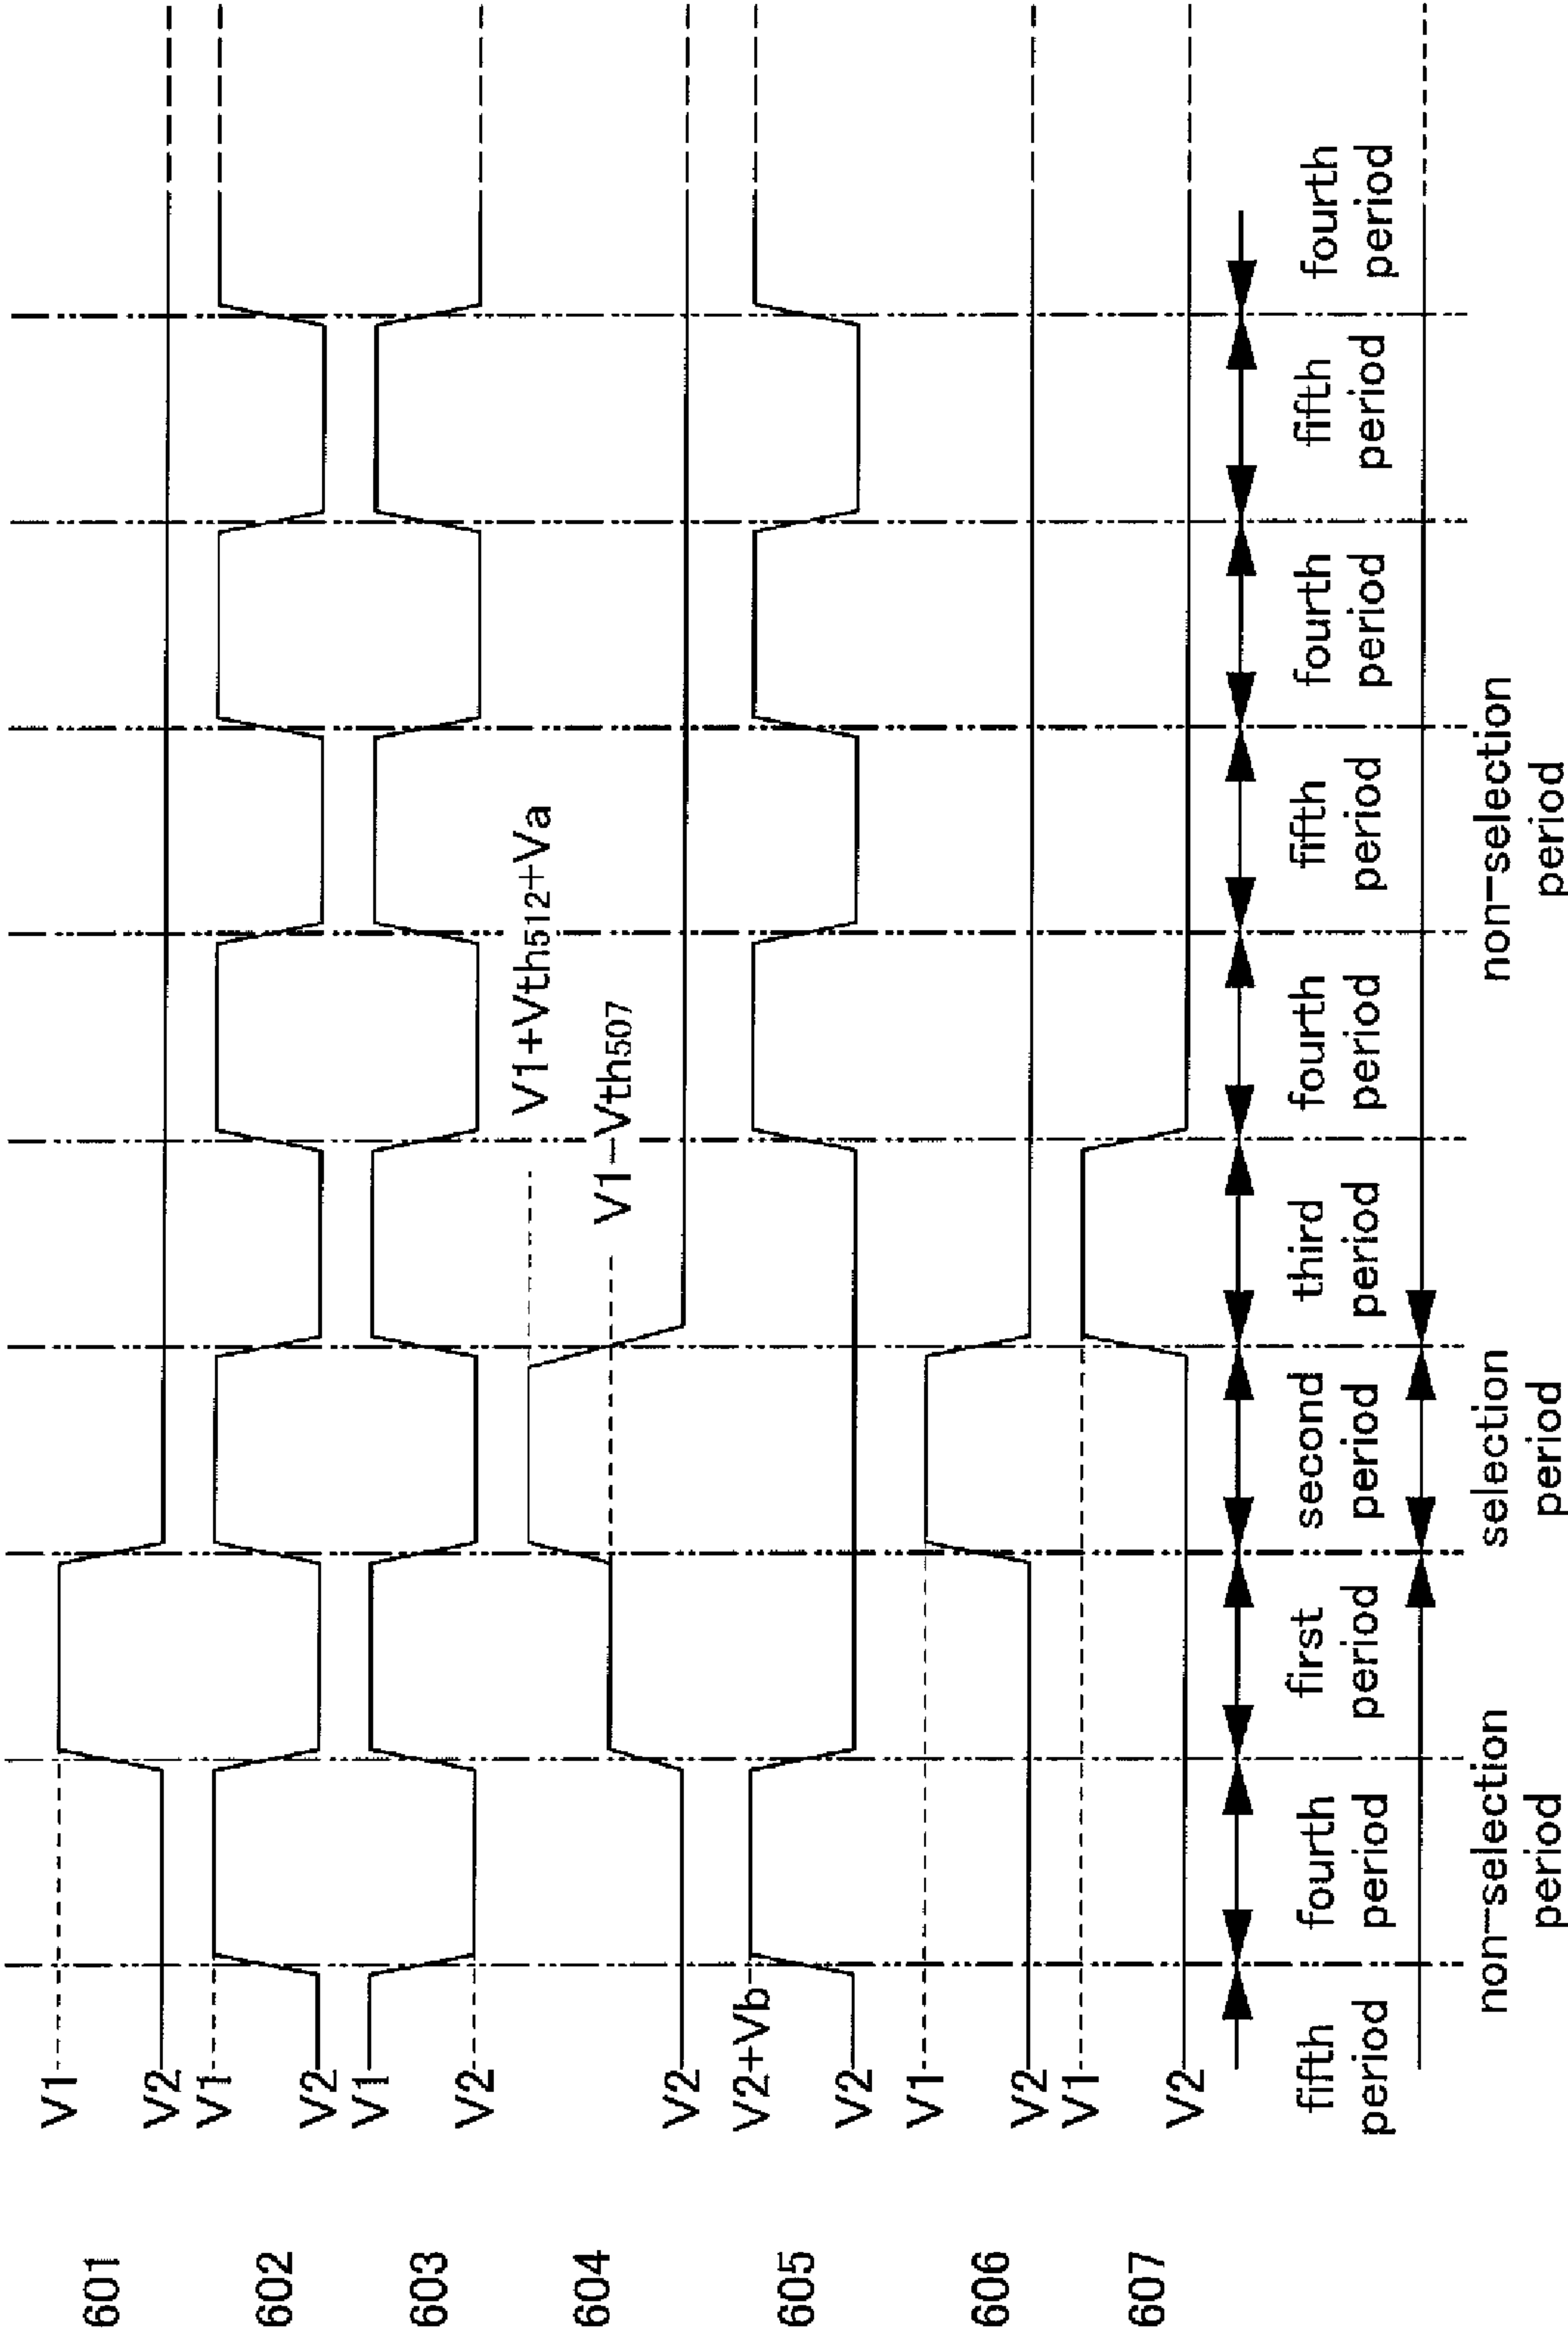 601
V1
V2
602
V1
V2
603
V1
V2
604
V1+Vth512+Va
V1-Vth507
V2
605
V2+Vb
V2
606
V1
V2
607
V1
V2
fifth
period
fourth
period
first
period
second
period
third
period
fourth
period
fifth
period
fourth
period
fifth
period
fourth
period
non-selection
period
selection
period
non-selection
period